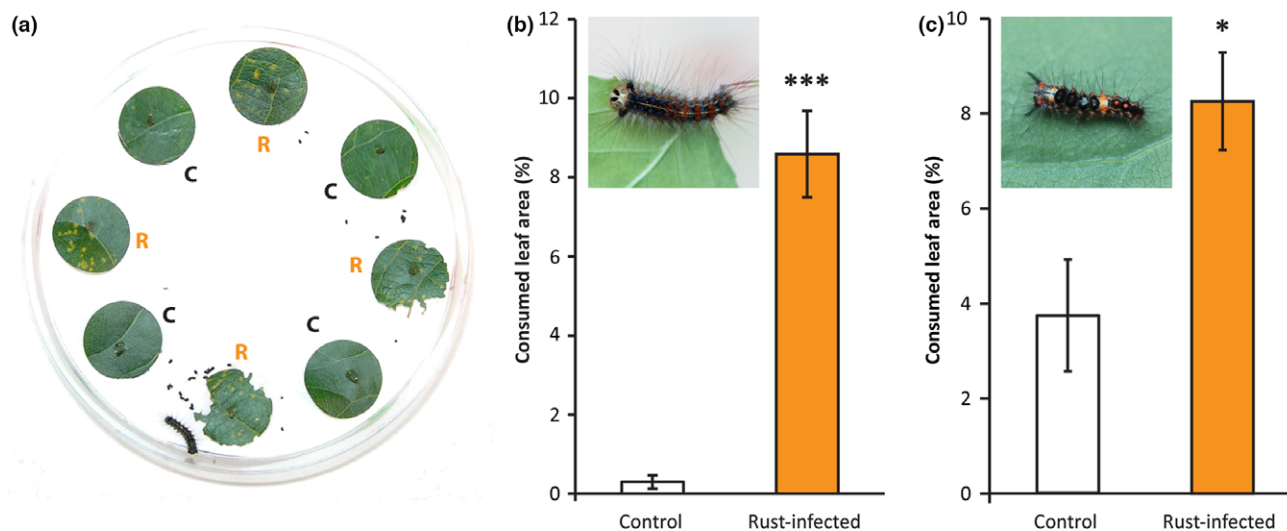 (a)
R
C
C
R
R
C
R
C
(b)
12
10
8
6
4
2
0
Consumed leaf area (%)
***
Control
Rust-infected
(c)
10
8
6
4
2
0
Consumed leaf area (%)
*
Control
Rust-infected